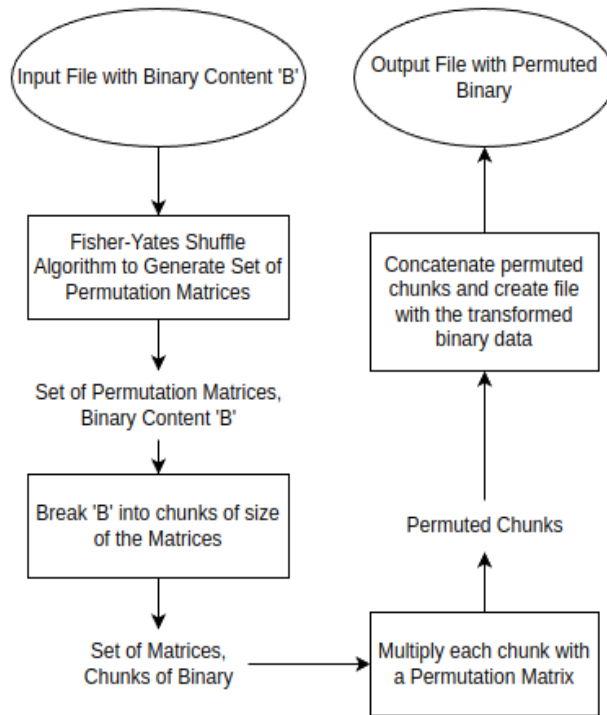 Input File with Binary Content 'B'
Fisher-Yates Shuffle
Algorithm to Generate Set of
Permutation Matrices
Set of Permutation Matrices,
Binary Content 'B'
Break 'B' into chunks of size
of the Matrices
Set of Matrices,
Chunks of Binary
Multiply each chunk with
a Permutation Matrix
Permuted Chunks
Concatenate permuted
chunks and create file
with the transformed
binary data
Output File with Permuted
Binary